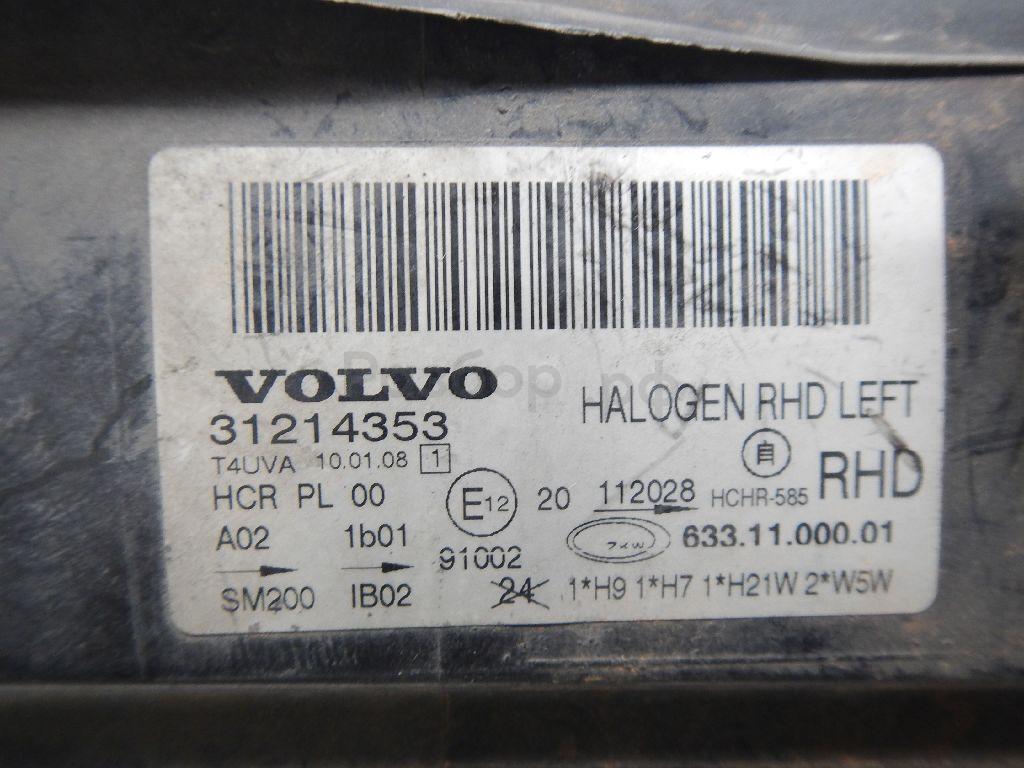 VOLVO
31214353
HALOGEN RHD LEFT
T4UVA 10.01.08 1
自
RHD
HCR PL 00
E12
20
112028
HCHR-585
A02 1b01
91002
ZKW
633.11.000.01
SM200 IB02
24
1*H9 1*H7 1*H21W 2*W5W